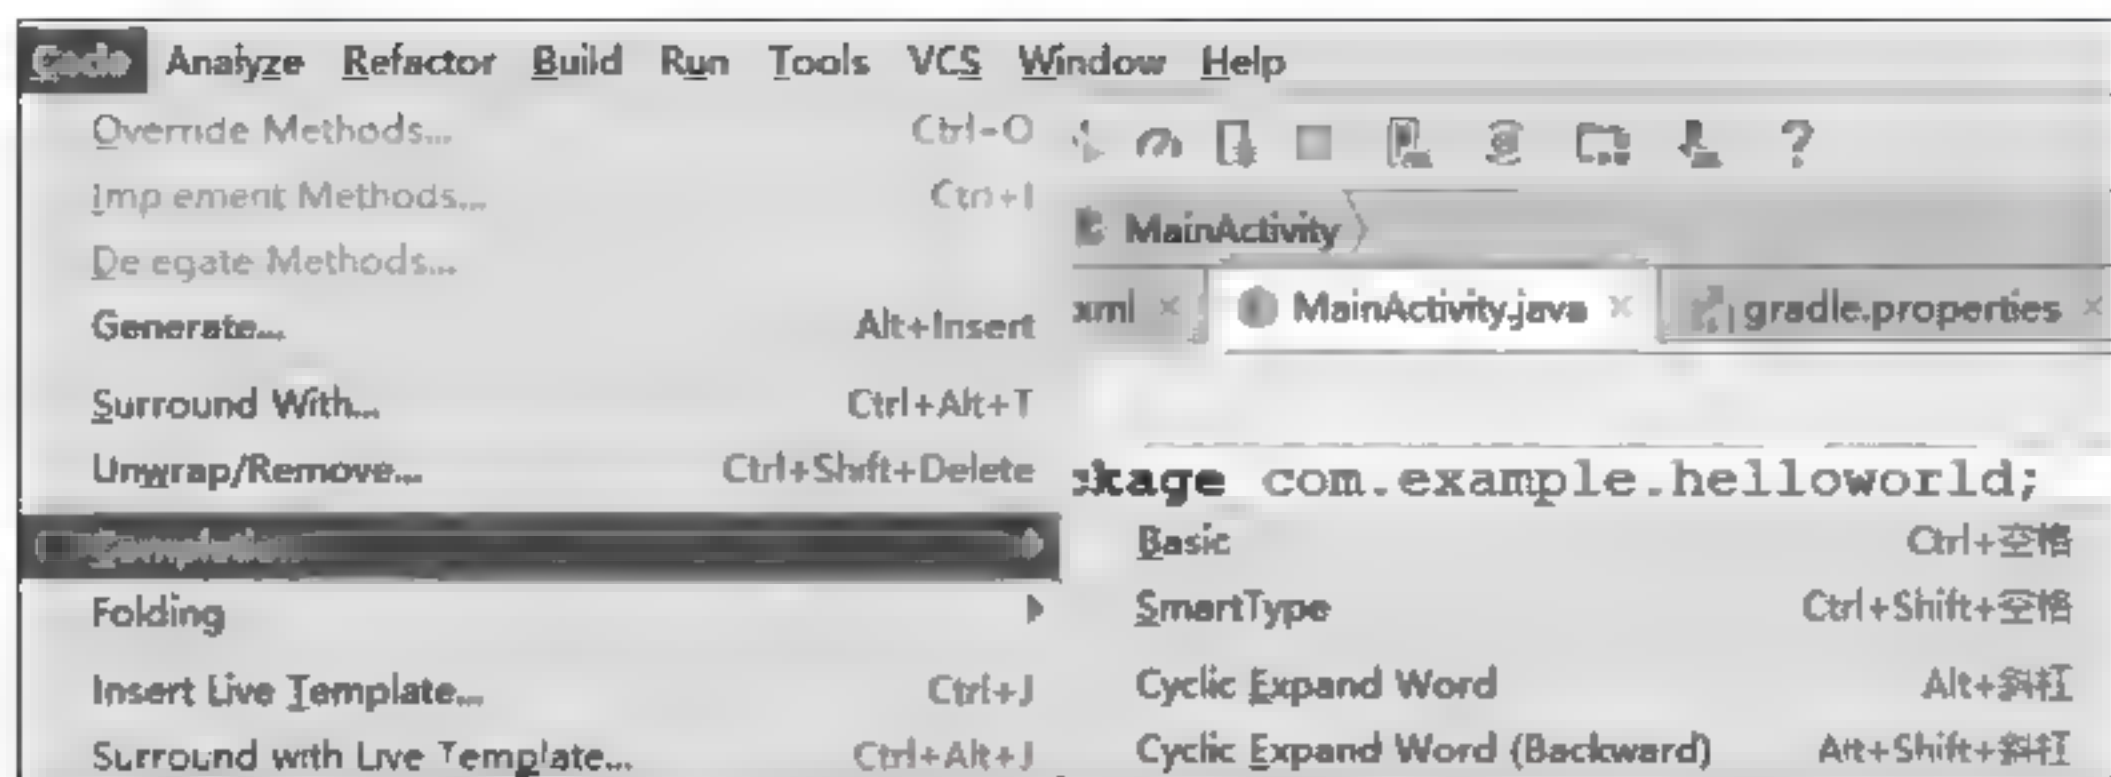 Code Analyze Refactor Build Run Tools VCS Window Help
Override Methods... Ctrl+O
Implement Methods... Ctrl+I
Delegate Methods...
Generate... Alt+Insert
Surround With... Ctrl+Alt+T
Unwrap/Remove... Ctrl+Shift+Delete
Completion
Folding
Insert Live Template... Ctrl+J
Surround with Live Template... Ctrl+Alt+J
MainActivity
xml MainActivity.java gradle.properties
ckage com.example.helloworld;
Basic Ctrl+空格
SmartType Ctrl+Shift+空格
Cyclic Expand Word Alt+斜杠
Cyclic Expand Word (Backward) Alt+Shift+斜杠